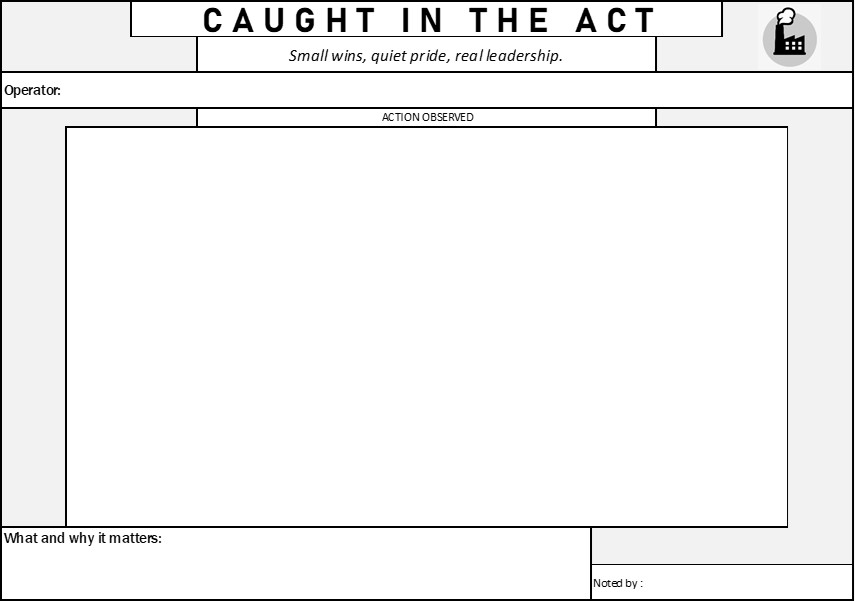 CAUGHT IN THE ACT
Small wins, quiet pride, real leadership.
Operator:
ACTION OBSERVED
What and why it matters:
Noted by :